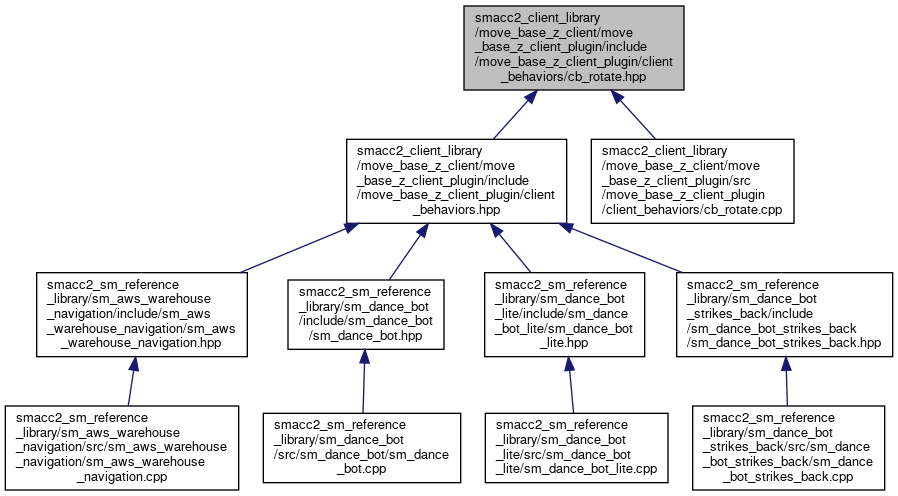 smacc2_client_library
/move_base_z_client/move
_base_z_client_plugin/include
/move_base_z_client_plugin/client
_behaviors/cb_rotate.hpp
smacc2_client_library
/move_base_z_client/move
_base_z_client_plugin/include
/move_base_z_client_plugin/client
_behaviors.hpp
smacc2_client_library
/move_base_z_client/move
_base_z_client_plugin/src
/move_base_z_client_plugin
/client_behaviors/cb_rotate.cpp
smacc2_sm_reference
_library/sm_aws_warehouse
_navigation/include/sm_aws
_warehouse_navigation/sm_aws
_warehouse_navigation.hpp
smacc2_sm_reference
_library/sm_dance_bot
/include/sm_dance_bot
/sm_dance_bot.hpp
smacc2_sm_reference
_library/sm_dance_bot
_lite/include/sm_dance
_bot_lite/sm_dance_bot
_lite.hpp
smacc2_sm_reference
_library/sm_dance_bot
_strikes_back/include
/sm_dance_bot_strikes_back
/sm_dance_bot_strikes_back.hpp
smacc2_sm_reference
_library/sm_aws_warehouse
_navigation/src/sm_aws_warehouse
_navigation/sm_aws_warehouse
_navigation.cpp
smacc2_sm_reference
_library/sm_dance_bot
/src/sm_dance_bot/sm_dance
_bot.cpp
smacc2_sm_reference
_library/sm_dance_bot
_lite/src/sm_dance_bot
_lite/sm_dance_bot_lite.cpp
smacc2_sm_reference
_library/sm_dance_bot
_strikes_back/src/sm_dance
_bot_strikes_back/sm_dance
_bot_strikes_back.cpp